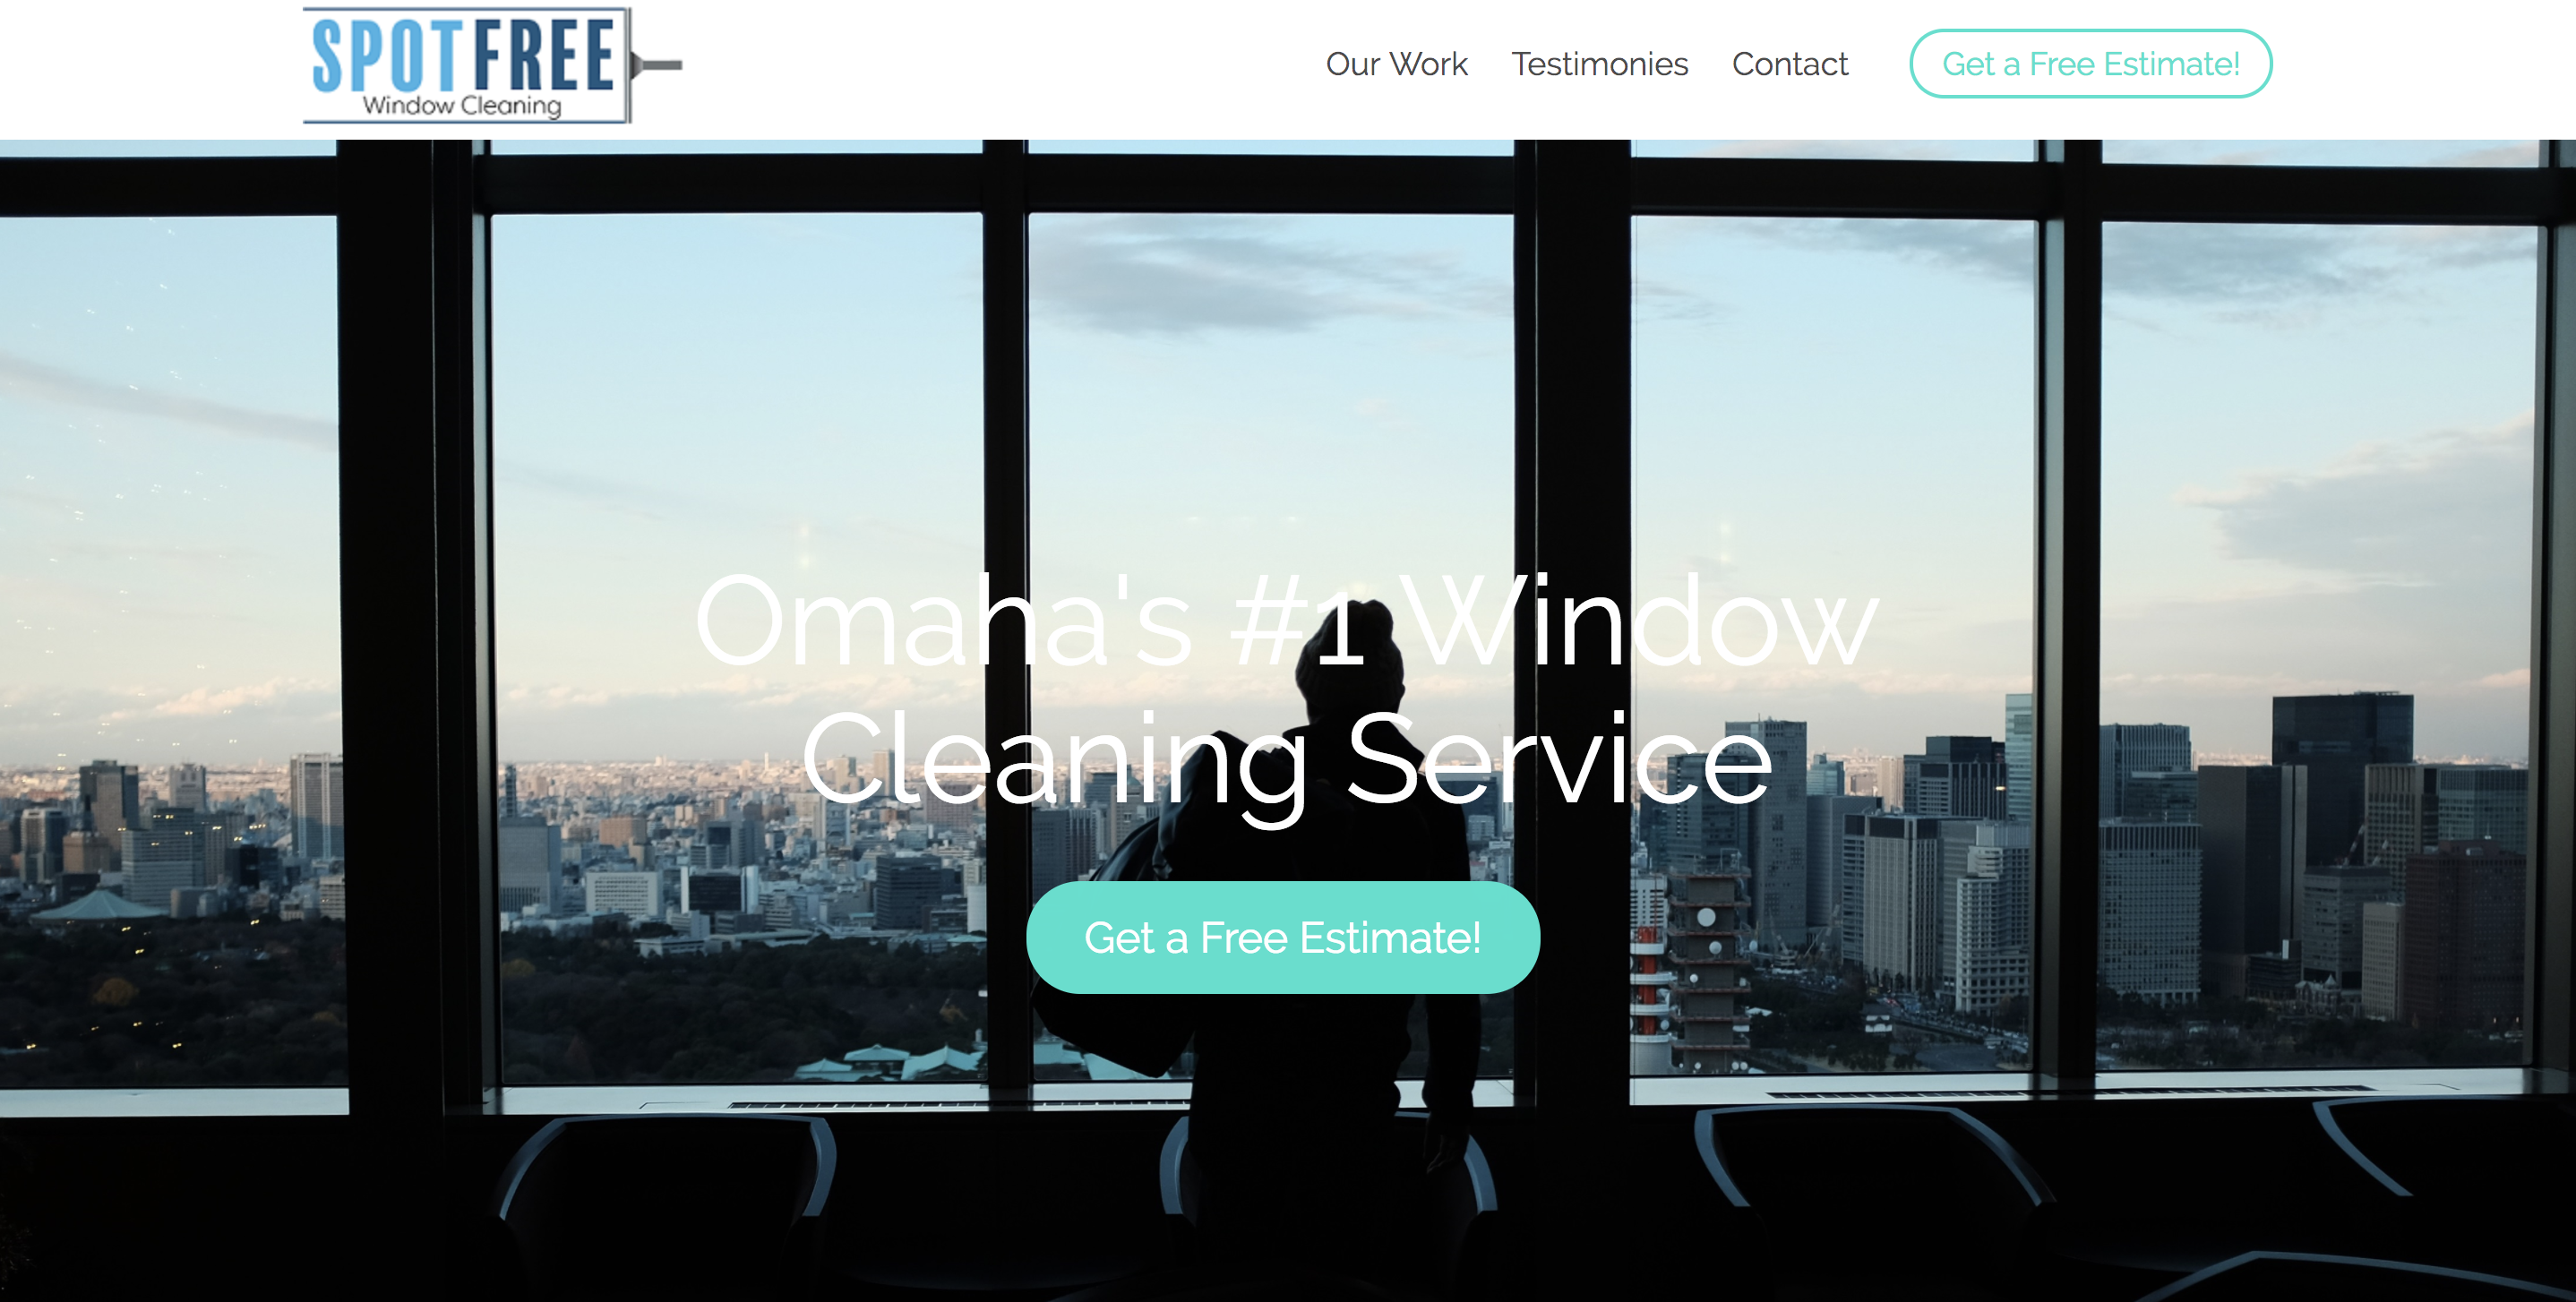 SPOTFREE
Window Cleaning
Our Work
Testimonies
Contact
Get a Free Estimate!
Omaha's #1 Window
Cleaning Service
Get a Free Estimate!